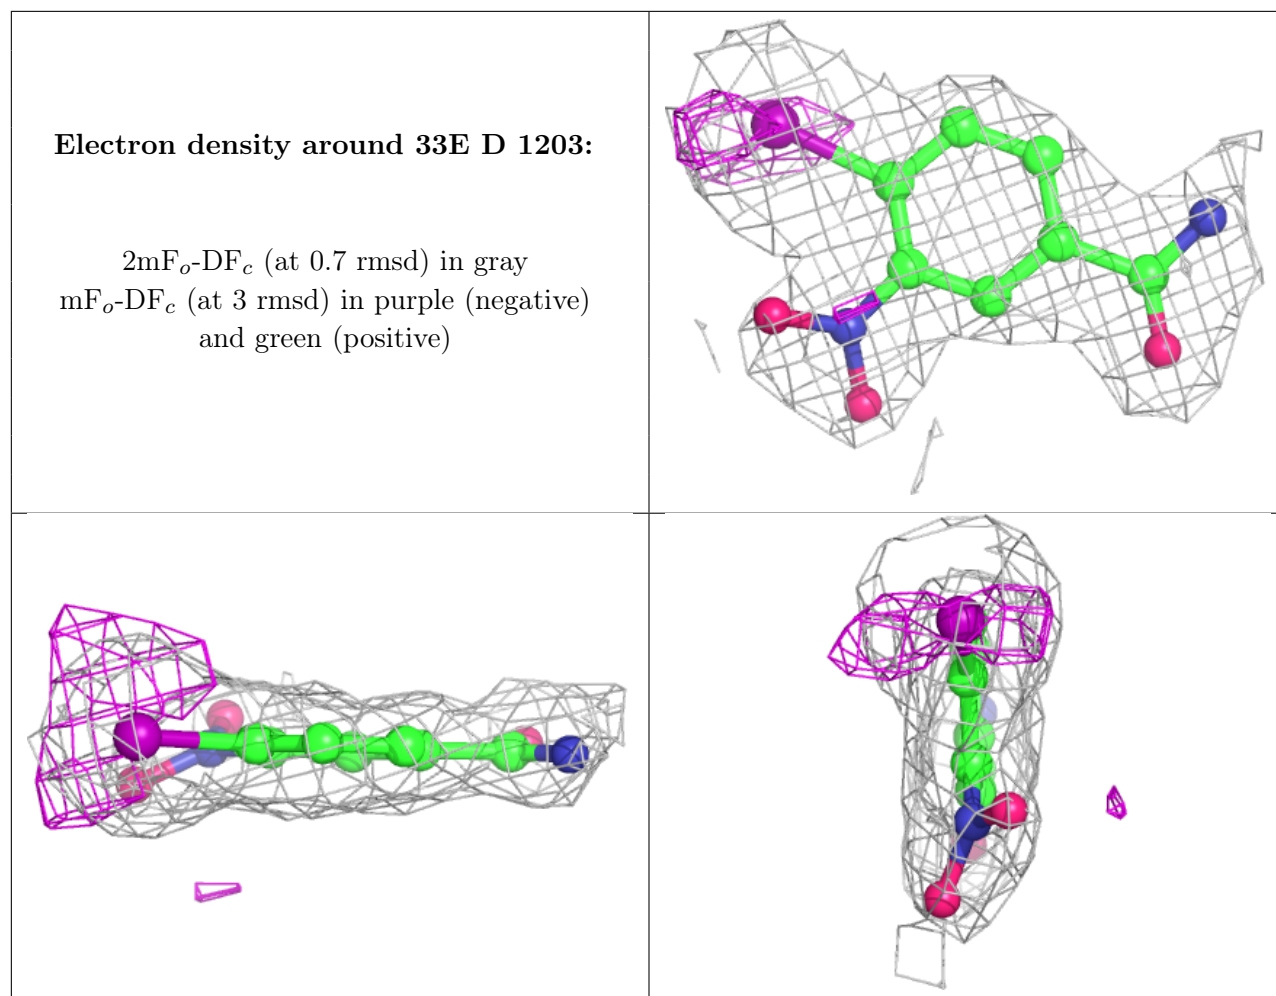 Electron density around 33E D 1203:
2mFo-DFc (at 0.7 rmsd) in gray
mFo-DFc (at 3 rmsd) in purple (negative)
and green (positive)